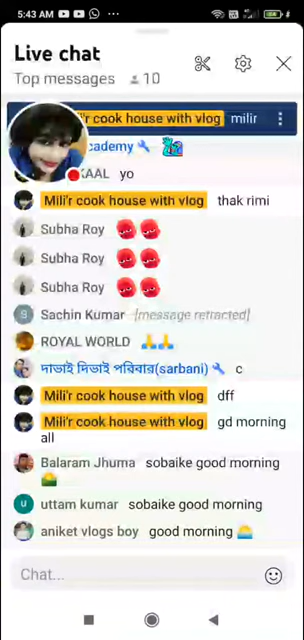 5:43 AM
Live chat
Top messages 10
i'r cook house with vlog milir
cademy
KAAL yo
Mili'r cook house with vlog thak rimi
Subha Roy
Subha Roy
Subha Roy
S Sachin Kumar [message retracted]
ROYAL WORLD
দাভাই দিভাই পরিবার(sarbani) c
Mili'r cook house with vlog dff
Mili'r cook house with vlog gd morning
all
Balaram Jhuma sobaike good morning
u uttam kumar sobaike good morning
aniket vlogs boy good morning
Chat...